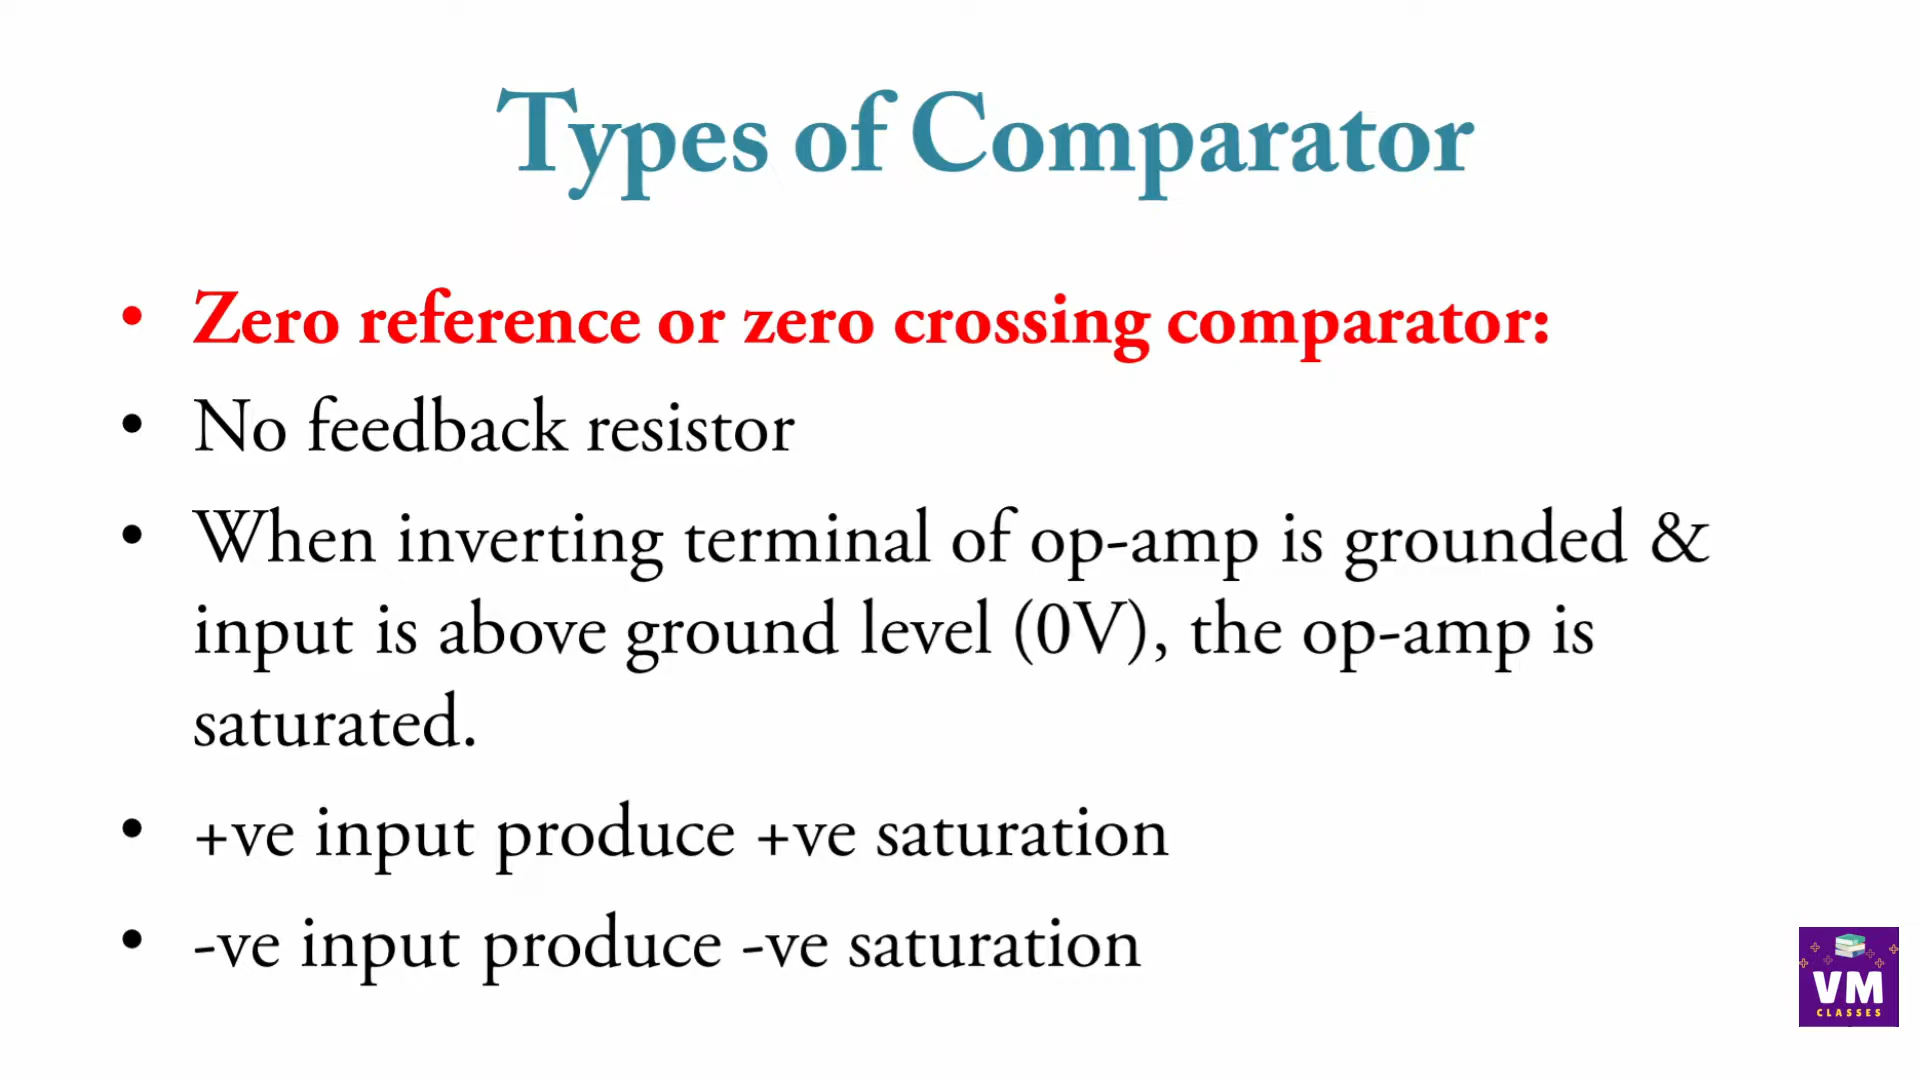 Types of Comparator
• Zero reference or zero crossing comparator:
• No feedback resistor
• When inverting terminal of op-amp is grounded &
input is above ground level (0V), the op-amp is
saturated.
• +ve input produce +ve saturation
• -ve input produce -ve saturation
VM
CLASSES